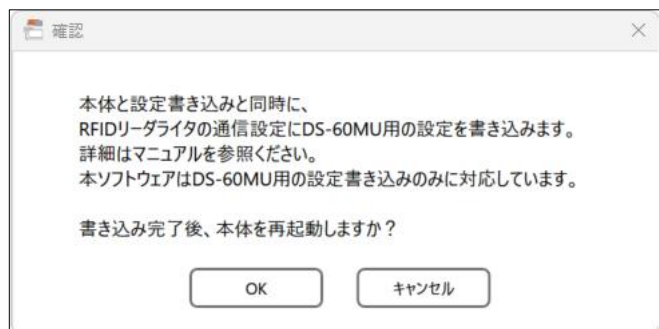 確認
本体と設定書き込みと同時に、
RFIDリーダライタの通信設定にDS-60MU用の設定を書き込みます。
詳細はマニュアルを参照ください。
本ソフトウェアはDS-60MU用の設定書き込みのみに対応しています。
書き込み完了後、本体を再起動しますか？
OK
キャンセル